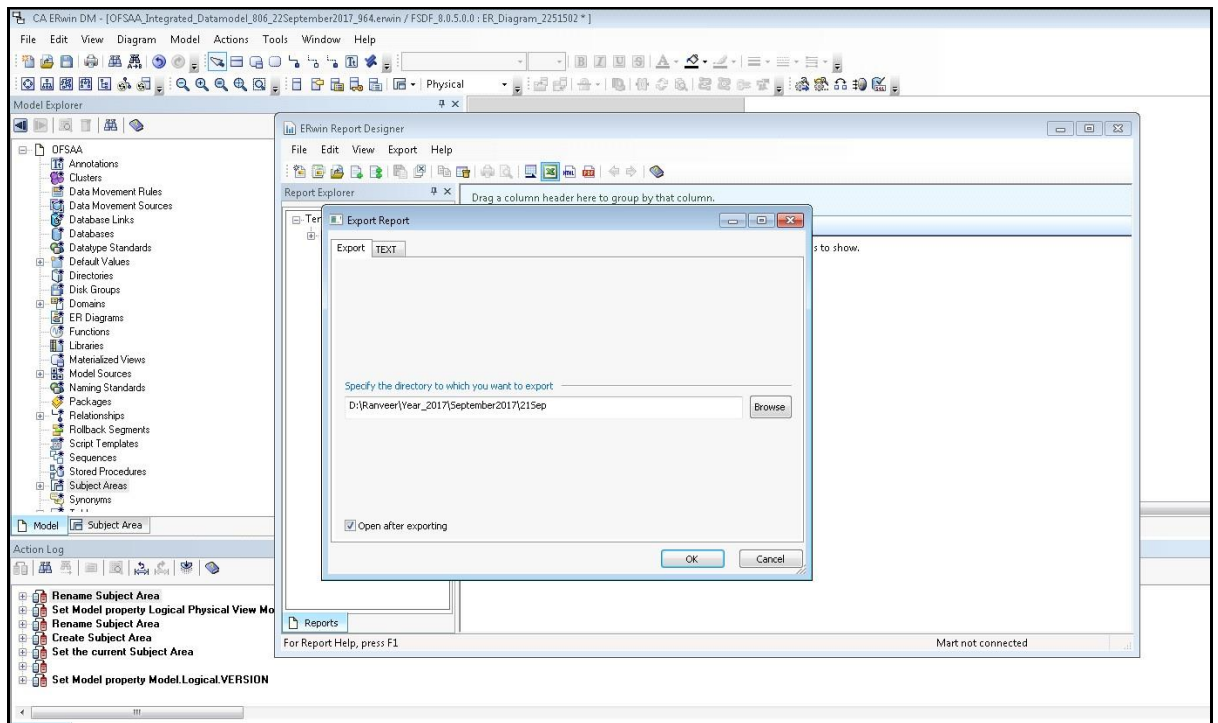 CA ERwin DM - [OFSAA_Integrated_Datamodel_806_22September2017_964.erwin / FSDF_8.0.5.0.0 : ER_Diagram_2251502 * ]
File Edit View Diagram Model Actions Tools Window Help
Physical
Model Explorer
OFSAA
Annotations
Clusters
Data Movement Rules
Data Movement Sources
Database Links
Databases
Datatype Standards
Default Values
Directories
Disk Groups
Domains
ER Diagrams
Functions
Libraries
Materialized Views
Model Sources
Naming Standards
Packages
Relationships
Rollback Segments
Script Templates
Sequences
Stored Procedures
Subject Areas
Synonyms
Model Subject Area
Action Log
Rename Subject Area
Set Model property Logical Physical View Mo
Rename Subject Area
Create Subject Area
Set the current Subject Area
Set Model property Model.Logical.VERSION
ERwin Report Designer
File Edit View Export Help
Report Explorer
Drag a column header here to group by that column.
Ter
s to show.
Export Report
Export TEXT
Specify the directory to which you want to export
D:\Ranveer\Year_2017\September2017\21Sep
Browse
Open after exporting
OK Cancel
Reports
For Report Help, press F1
Mart not connected